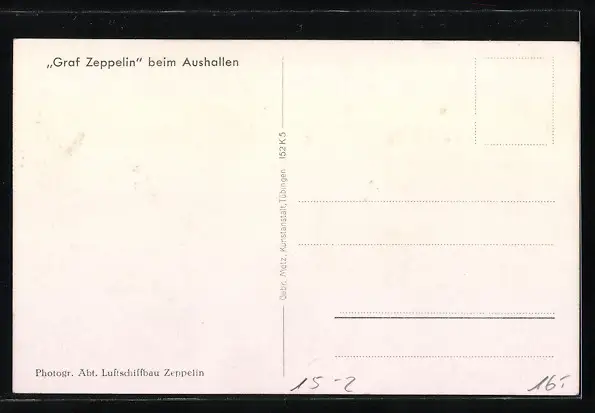 „Graf Zeppelin“ beim Aushallen
Gebr. Metz, Kunstanstalt, Tübingen 152 K 5
Photogr. Abt. Luftschiffbau Zeppelin
15-2
16.-